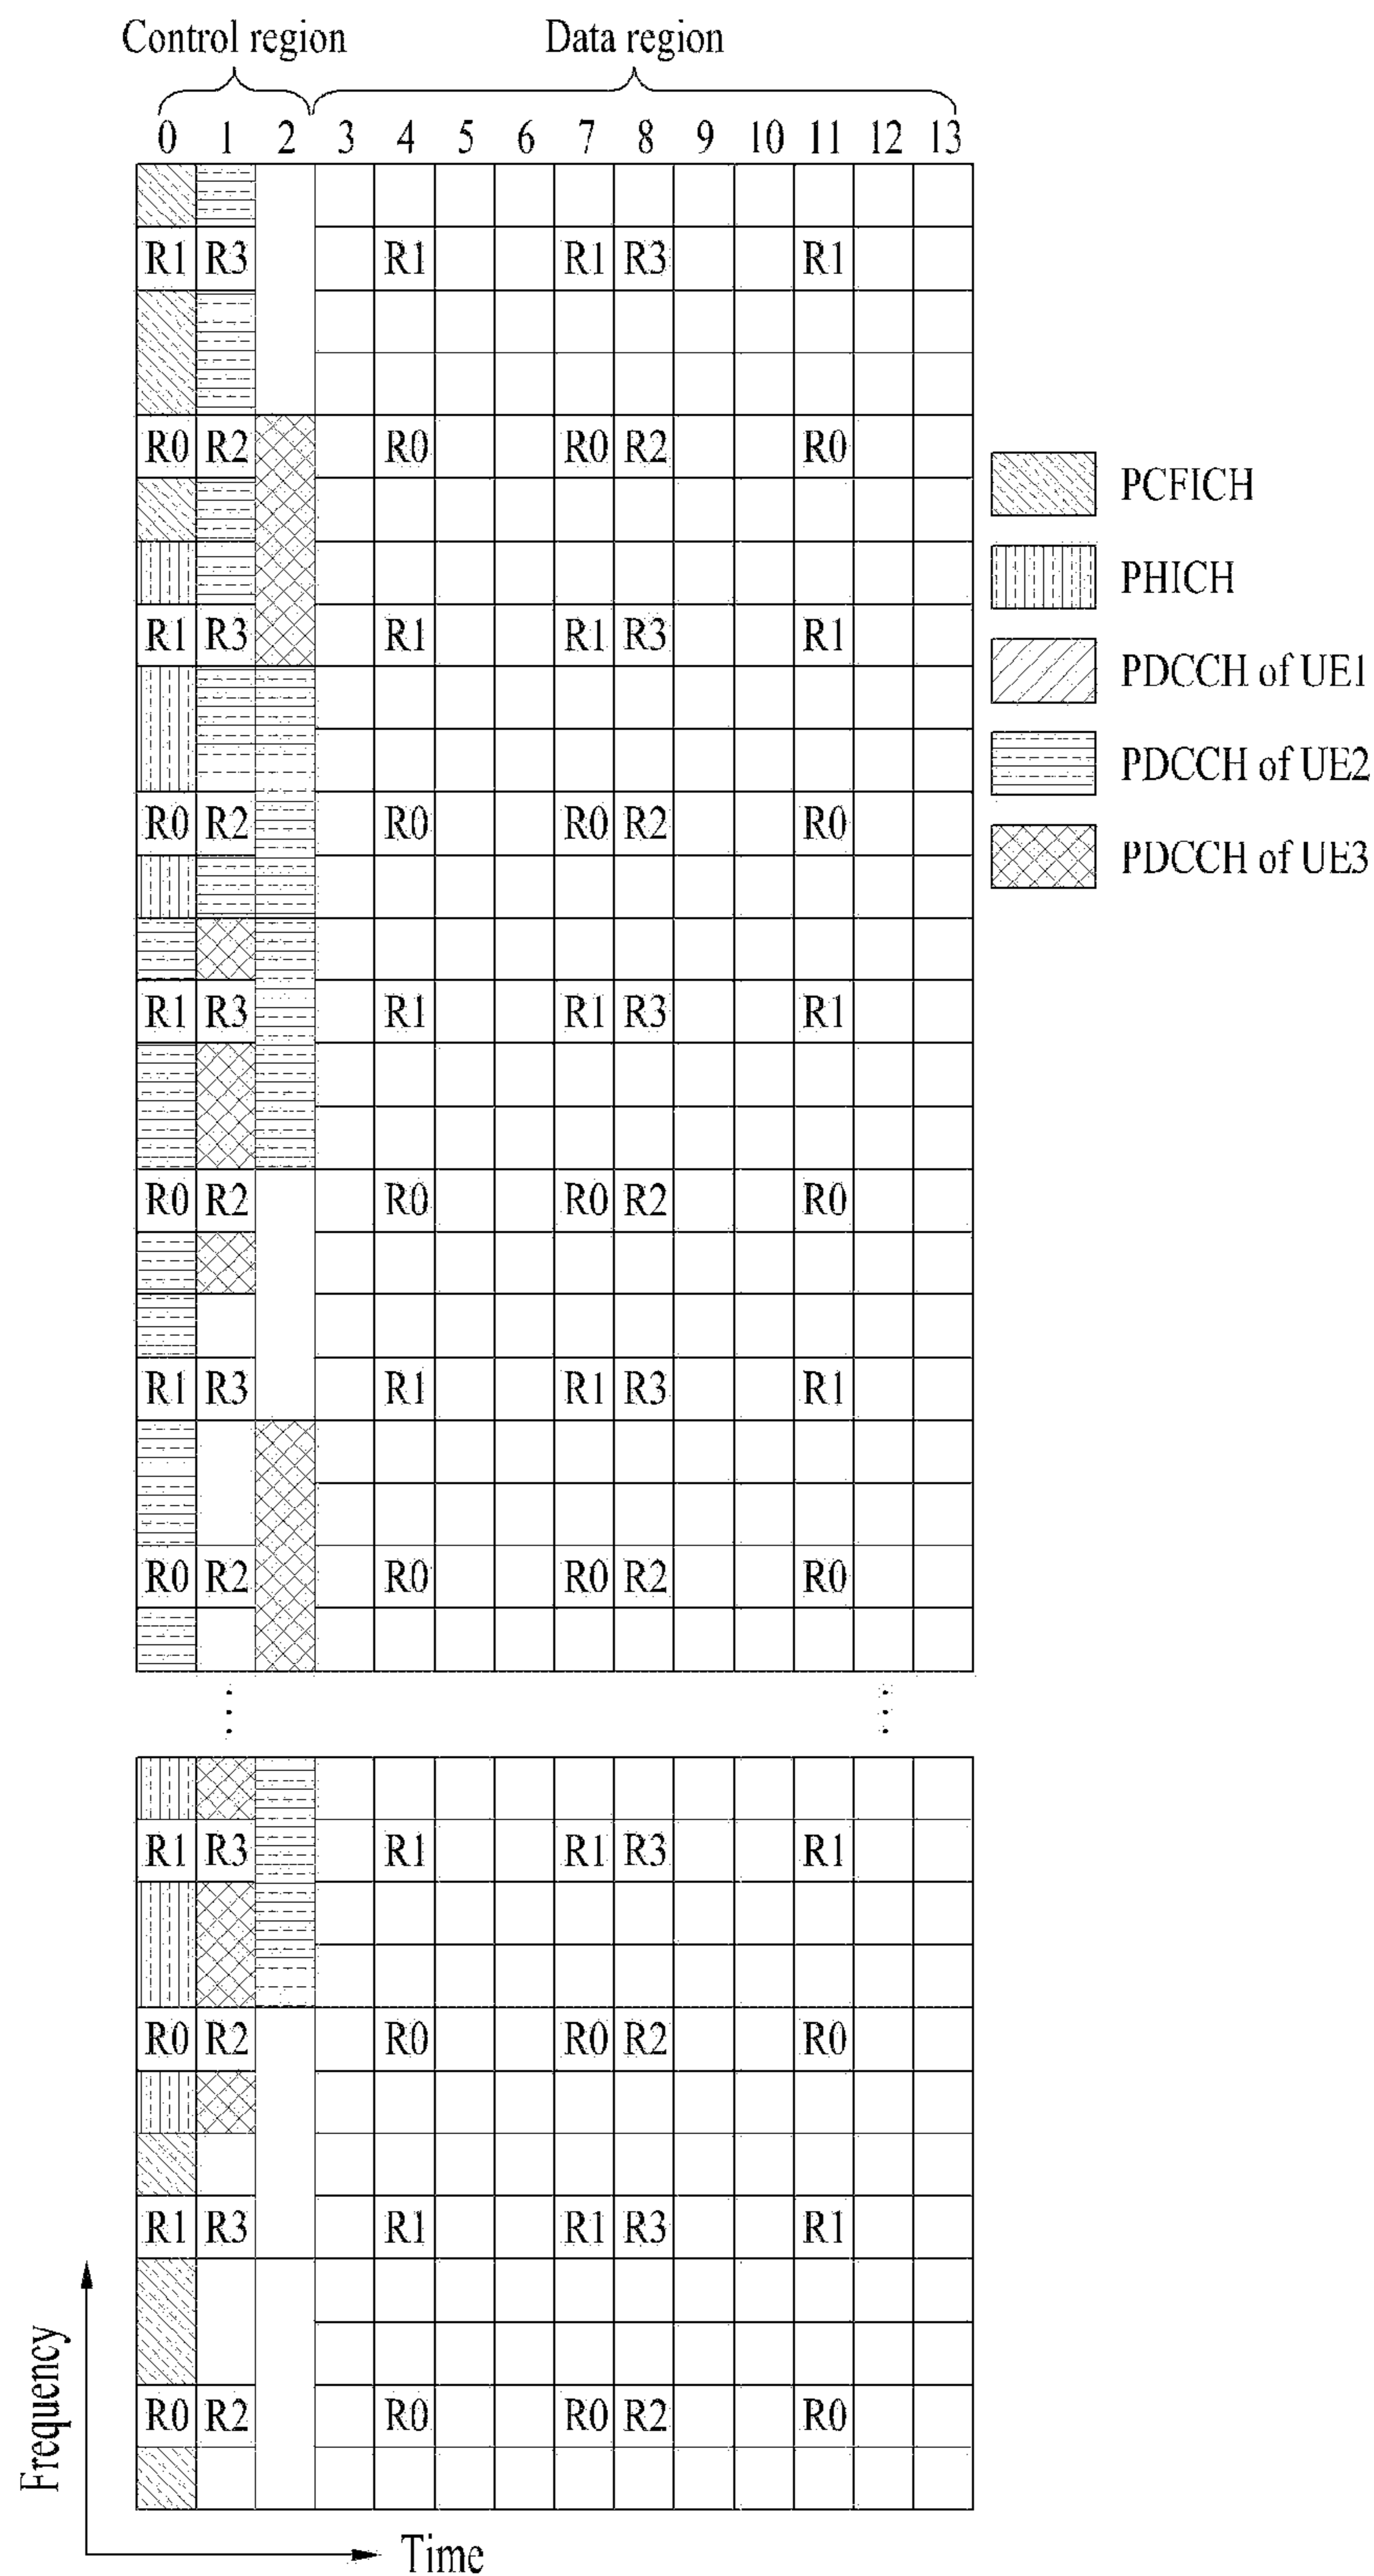 Control region Data region
0 1 2 3 4 5 6 7 8 9 10 11 12 13
R1 R3 R1 R1 R3 R1
R0 R2 R0 R0 R2 R0
PCFICH
PHICH
R1 R3 R1 R1 R3 R1
PDCCH of UE1
PDCCH of UE2
R0 R2 R0 R0 R2 R0
PDCCH of UE3
R1 R3 R1 R1 R3 R1
R0 R2 R0 R0 R2 R0
R1 R3 R1 R1 R3 R1
R0 R2 R0 R0 R2 R0
R1 R3 R1 R1 R3 R1
R0 R2 R0 R0 R2 R0
R1 R3 R1 R1 R3 R1
R0 R2 R0 R0 R2 R0
Frequency
Time